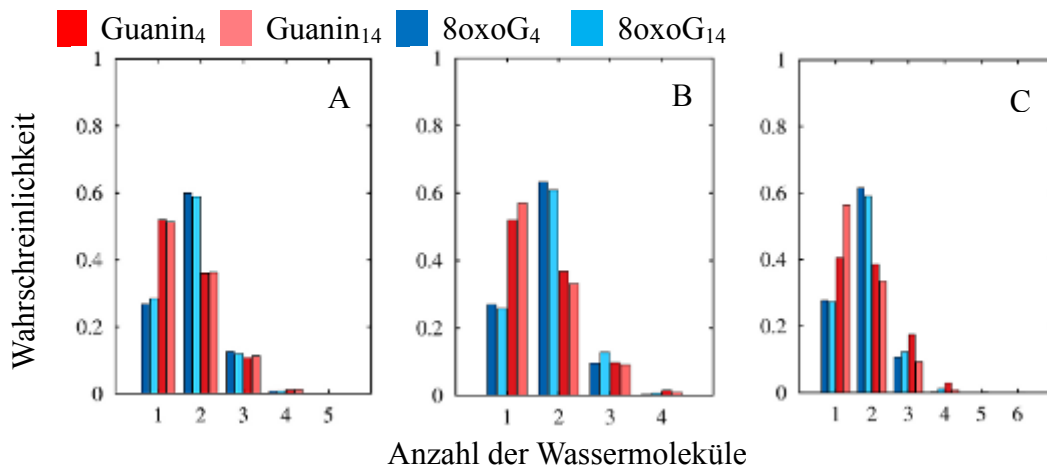 Guanin₄ Guanin₁₄ 8oxoG₄ 8oxoG₁₄
Wahrschreinlichkeit
A
1
0.8
0.6
0.4
0.2
0
1 2 3 4 5
B
1
0.8
0.6
0.4
0.2
0
1 2 3 4
C
1
0.8
0.6
0.4
0.2
0
1 2 3 4 5 6
Anzahl der Wassermoleküle